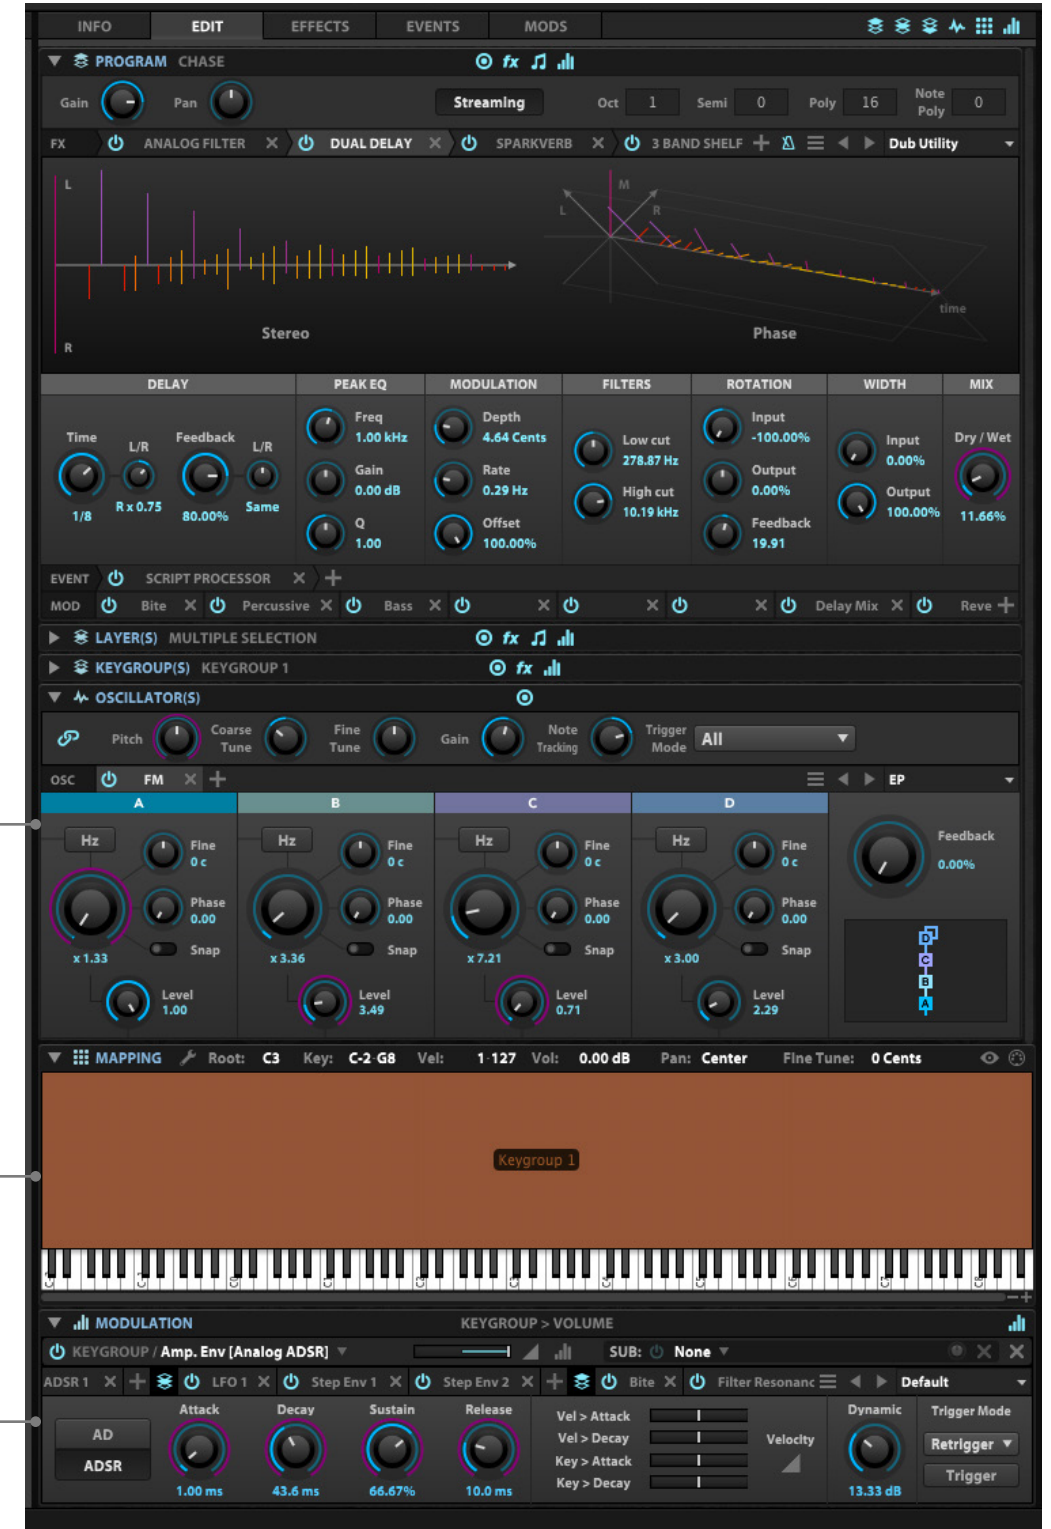 INFO EDIT EFFECTS EVENTS MODS
PROGRAM CHASE fx
Gain Pan Streaming Oct 1 Semi 0 Poly 16 Note Poly 0
FX ANALOG FILTER DUAL DELAY SPARKVERB 3 BAND SHELF Dub Utility
L M
L R
time
Stereo Phase
R
DELAY PEAK EQ MODULATION FILTERS ROTATION WIDTH MIX
Time L/R Feedback L/R
1/8 R x 0.75 80.00% Same
Freq
1.00 kHz
Gain
0.00 dB
Q
1.00
Depth
4.64 Cents
Rate
0.29 Hz
Offset
100.00%
Low cut
278.87 Hz
High cut
10.19 kHz
Input
-100.00%
Output
0.00%
Feedback
19.91
Input
0.00%
Output
100.00%
Dry / Wet
11.66%
EVENT SCRIPT PROCESSOR
MOD Bite Percussive Bass Delay Mix Reve
LAYER(S) MULTIPLE SELECTION fx
KEYGROUP(S) KEYGROUP 1 fx
OSCILLATOR(S)
Pitch Coarse Tune Fine Tune Gain Note Tracking Trigger Mode All
OSC FM EP
A B C D
Hz Fine
0 c
Phase
0.00
Snap
x 1.33
Level
1.00
Hz Fine
0 c
Phase
0.00
Snap
x 3.36
Level
3.49
Hz Fine
0 c
Phase
0.00
Snap
x 7.21
Level
0.71
Hz Fine
0 c
Phase
0.00
Snap
x 3.00
Level
2.29
Feedback
0.00%
D
C
B
A
MAPPING Root: C3 Key: C-2 G8 Vel: 1 127 Vol: 0.00 dB Pan: Center Fine Tune: 0 Cents
Keygroup 1
C0 C1 C2 C3 C4 C5 C6 C7 C8
MODULATION KEYGROUP > VOLUME
KEYGROUP / Amp. Env [Analog ADSR] SUB: None
ADSR 1 LFO 1 Step Env 1 Step Env 2 Bite Filter Resonanc Default
AD
ADSR
Attack Decay Sustain Release
1.00 ms 43.6 ms 66.67% 10.0 ms
Vel > Attack
Vel > Decay
Key > Attack
Key > Decay
Velocity
Dynamic
13.33 dB
Trigger Mode
Retrigger
Trigger